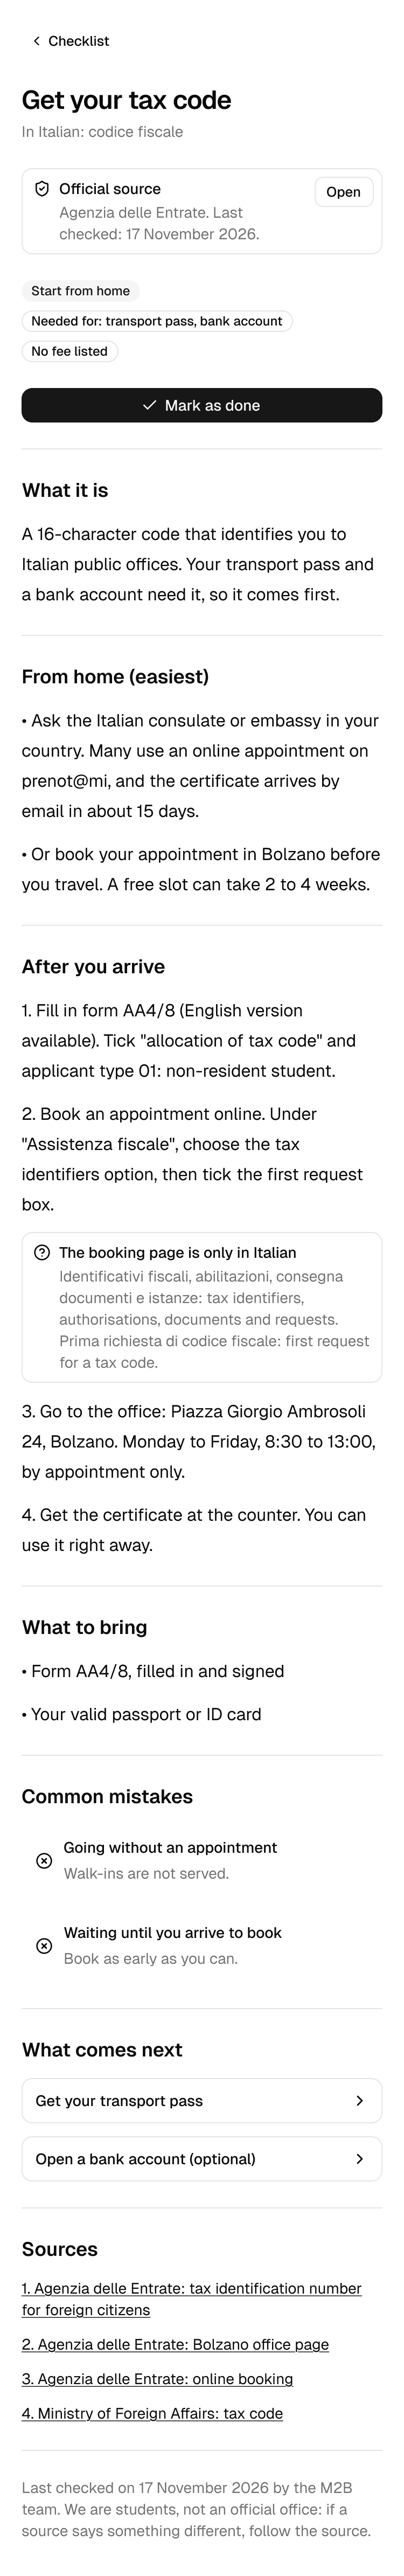 Checklist
Get your tax code
In Italian: codice fiscale
Official source
Open
Agenzia delle Entrate. Last
checked: 17 November 2026.
Start from home
Needed for: transport pass, bank account
No fee listed
Mark as done
What it is
A 16-character code that identifies you to
Italian public offices. Your transport pass and
a bank account need it, so it comes first.
From home (easiest)
• Ask the Italian consulate or embassy in your
country. Many use an online appointment on
prenot@mi, and the certificate arrives by
email in about 15 days.
• Or book your appointment in Bolzano before
you travel. A free slot can take 2 to 4 weeks.
After you arrive
1. Fill in form AA4/8 (English version
available). Tick "allocation of tax code" and
applicant type 01: non-resident student.
2. Book an appointment online. Under
"Assistenza fiscale", choose the tax
identifiers option, then tick the first request
box.
The booking page is only in Italian
Identificativi fiscali, abilitazioni, consegna
documenti e istanze: tax identifiers,
authorisations, documents and requests.
Prima richiesta di codice fiscale: first request
for a tax code.
3. Go to the office: Piazza Giorgio Ambrosoli
24, Bolzano. Monday to Friday, 8:30 to 13:00,
by appointment only.
4. Get the certificate at the counter. You can
use it right away.
What to bring
• Form AA4/8, filled in and signed
• Your valid passport or ID card
Common mistakes
Going without an appointment
Walk-ins are not served.
Waiting until you arrive to book
Book as early as you can.
What comes next
Get your transport pass
Open a bank account (optional)
Sources
1. Agenzia delle Entrate: tax identification number
for foreign citizens
2. Agenzia delle Entrate: Bolzano office page
3. Agenzia delle Entrate: online booking
4. Ministry of Foreign Affairs: tax code
Last checked on 17 November 2026 by the M2B
team. We are students, not an official office: if a
source says something different, follow the source.